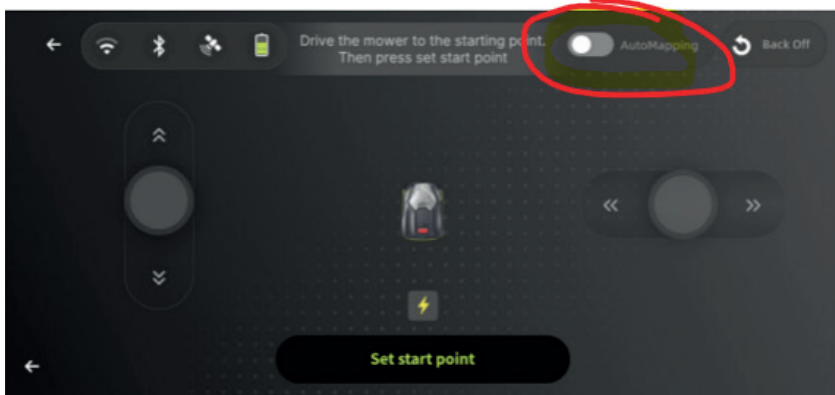 Drive the mower to the starting point.
Then press set start point
AutoMapping
Back Off
Set start point